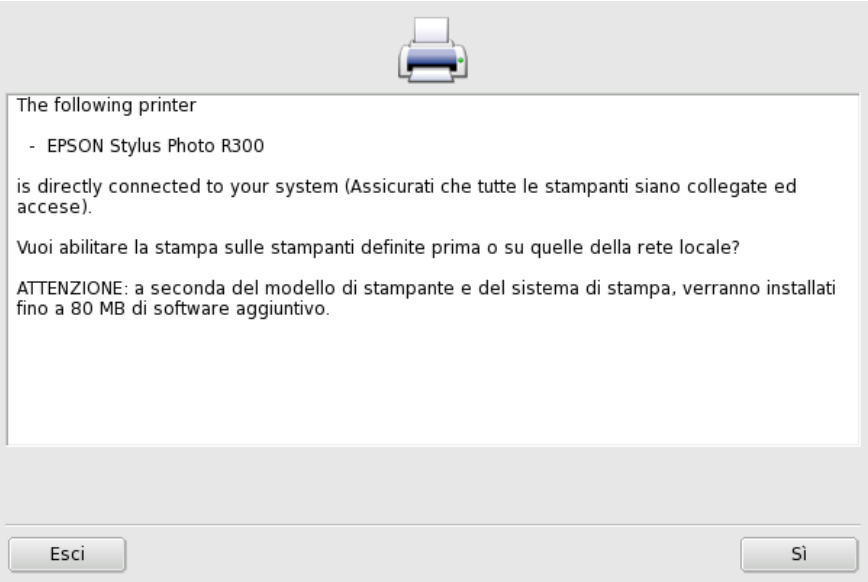 The following printer
- EPSON Stylus Photo R300
is directly connected to your system (Assicurati che tutte le stampanti siano collegate ed
accese).
Vuoi abilitare la stampa sulle stampanti definite prima o su quelle della rete locale?
ATTENZIONE: a seconda del modello di stampante e del sistema di stampa, verranno installati
fino a 80 MB di software aggiuntivo.
Esci
Sì